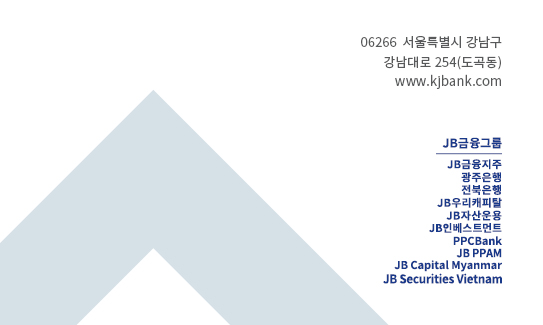 06266 서울특별시 강남구
강남대로 254(도곡동)
www.kjbank.com
JB금융그룹
JB금융지주
광주은행
전북은행
JB우리캐피탈
JB자산운용
JB인베스트먼트
PPCBank
JB PPAM
JB Capital Myanmar
JB Securities Vietnam